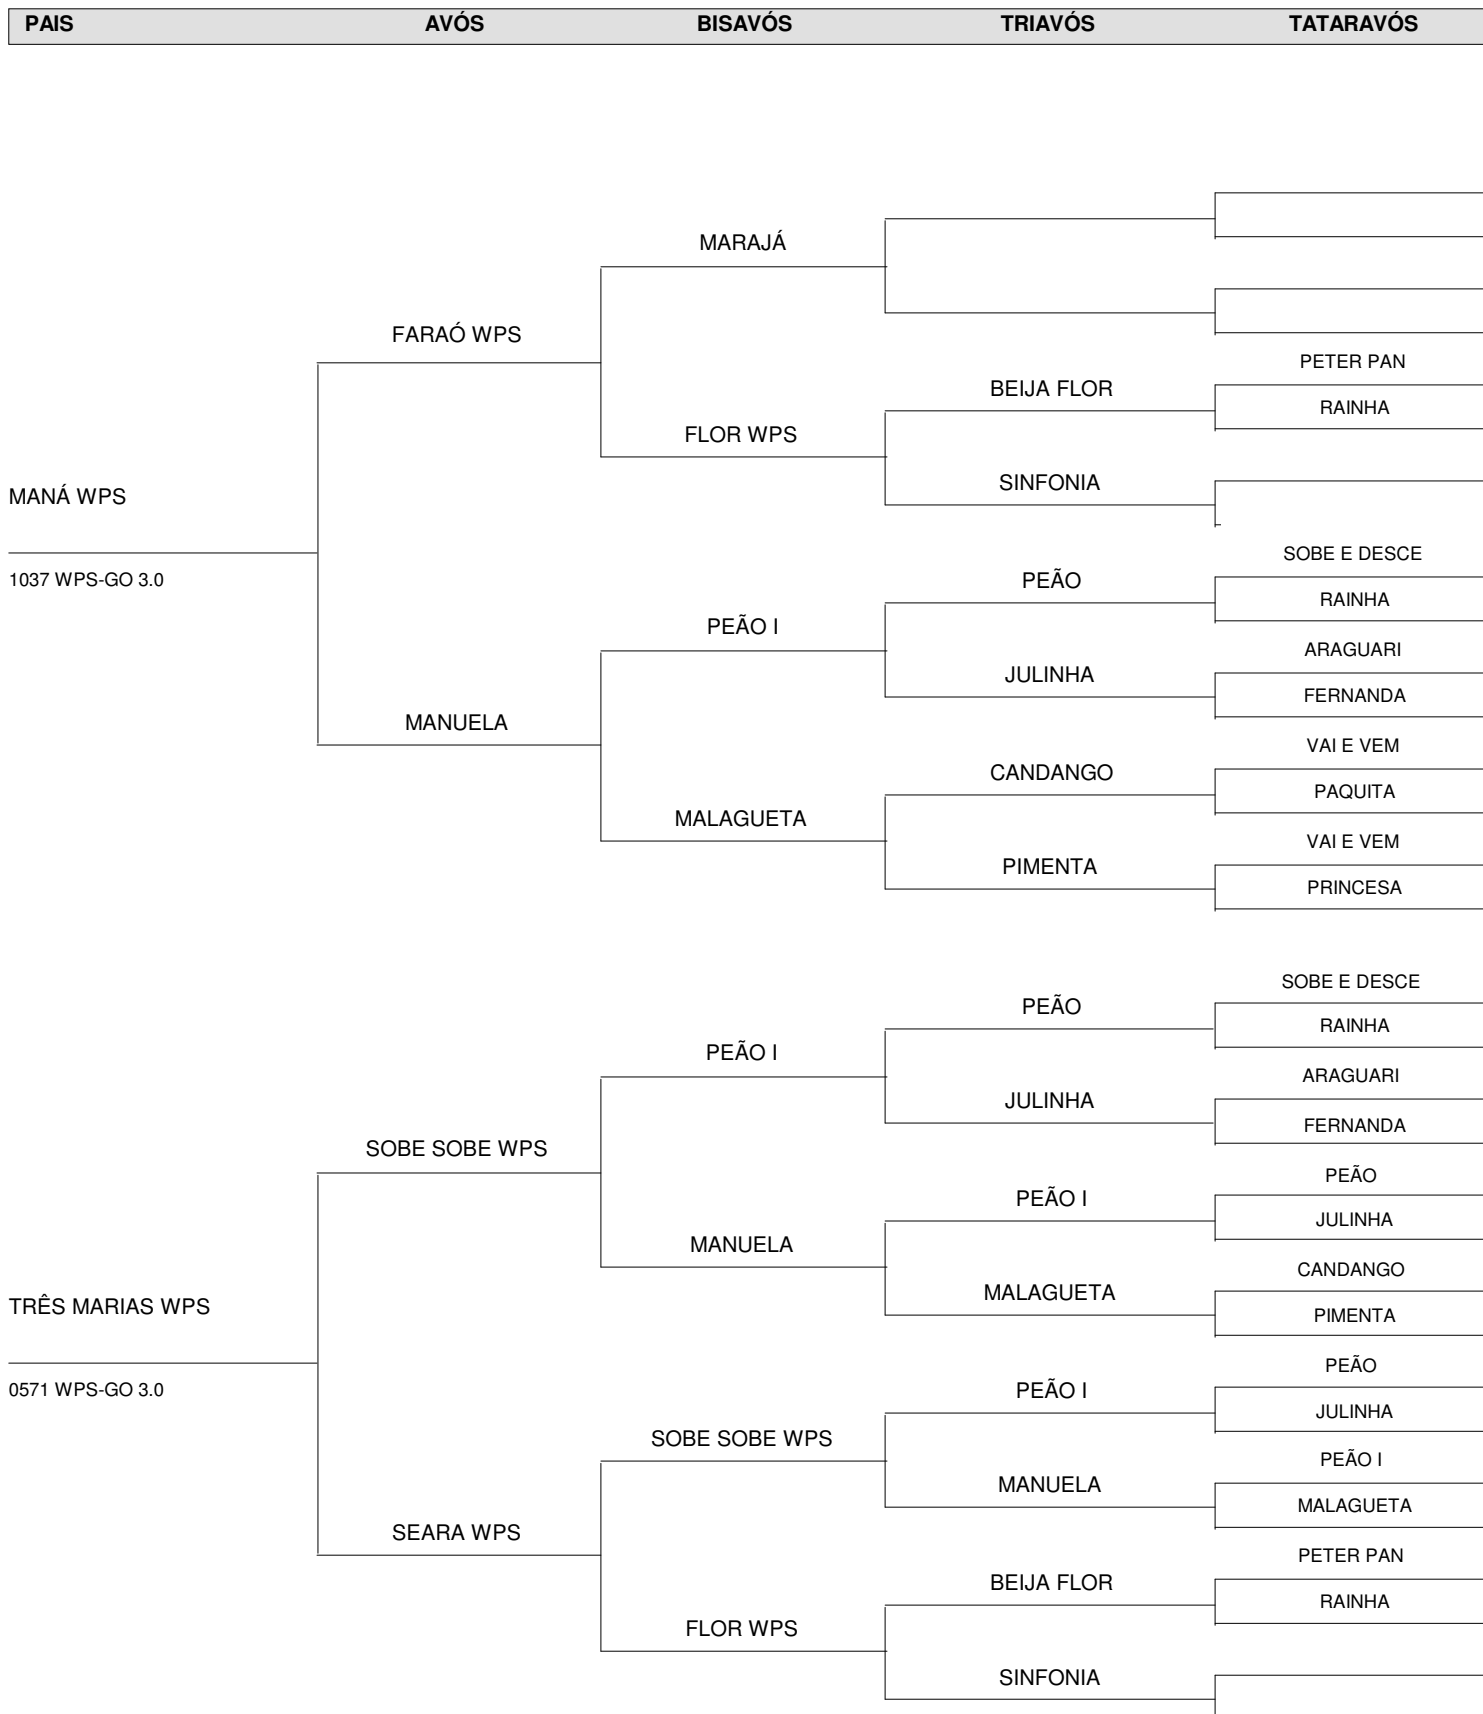 PAIS AVÓS BISAVÓS TRIAVÓS TATARAVÓS
MARAJÁ
FARAÓ WPS
PETER PAN
BEIJA FLOR
RAINHA
FLOR WPS
SINFONIA
MANÁ WPS
SOBE E DESCE
1037 WPS-GO 3.0
PEÃO
RAINHA
PEÃO I
ARAGUARI
JULINHA
FERNANDA
MANUELA
VAI E VEM
CANDANGO
PAQUITA
MALAGUETA
VAI E VEM
PIMENTA
PRINCESA
SOBE E DESCE
PEÃO
RAINHA
PEÃO I
ARAGUARI
JULINHA
FERNANDA
SOBE SOBE WPS
PEÃO
PEÃO I
JULINHA
MANUELA
CANDANGO
MALAGUETA
TRÊS MARIAS WPS
PIMENTA
PEÃO
0571 WPS-GO 3.0
PEÃO I
JULINHA
SOBE SOBE WPS
PEÃO I
MANUELA
MALAGUETA
SEARA WPS
PETER PAN
BEIJA FLOR
RAINHA
FLOR WPS
SINFONIA